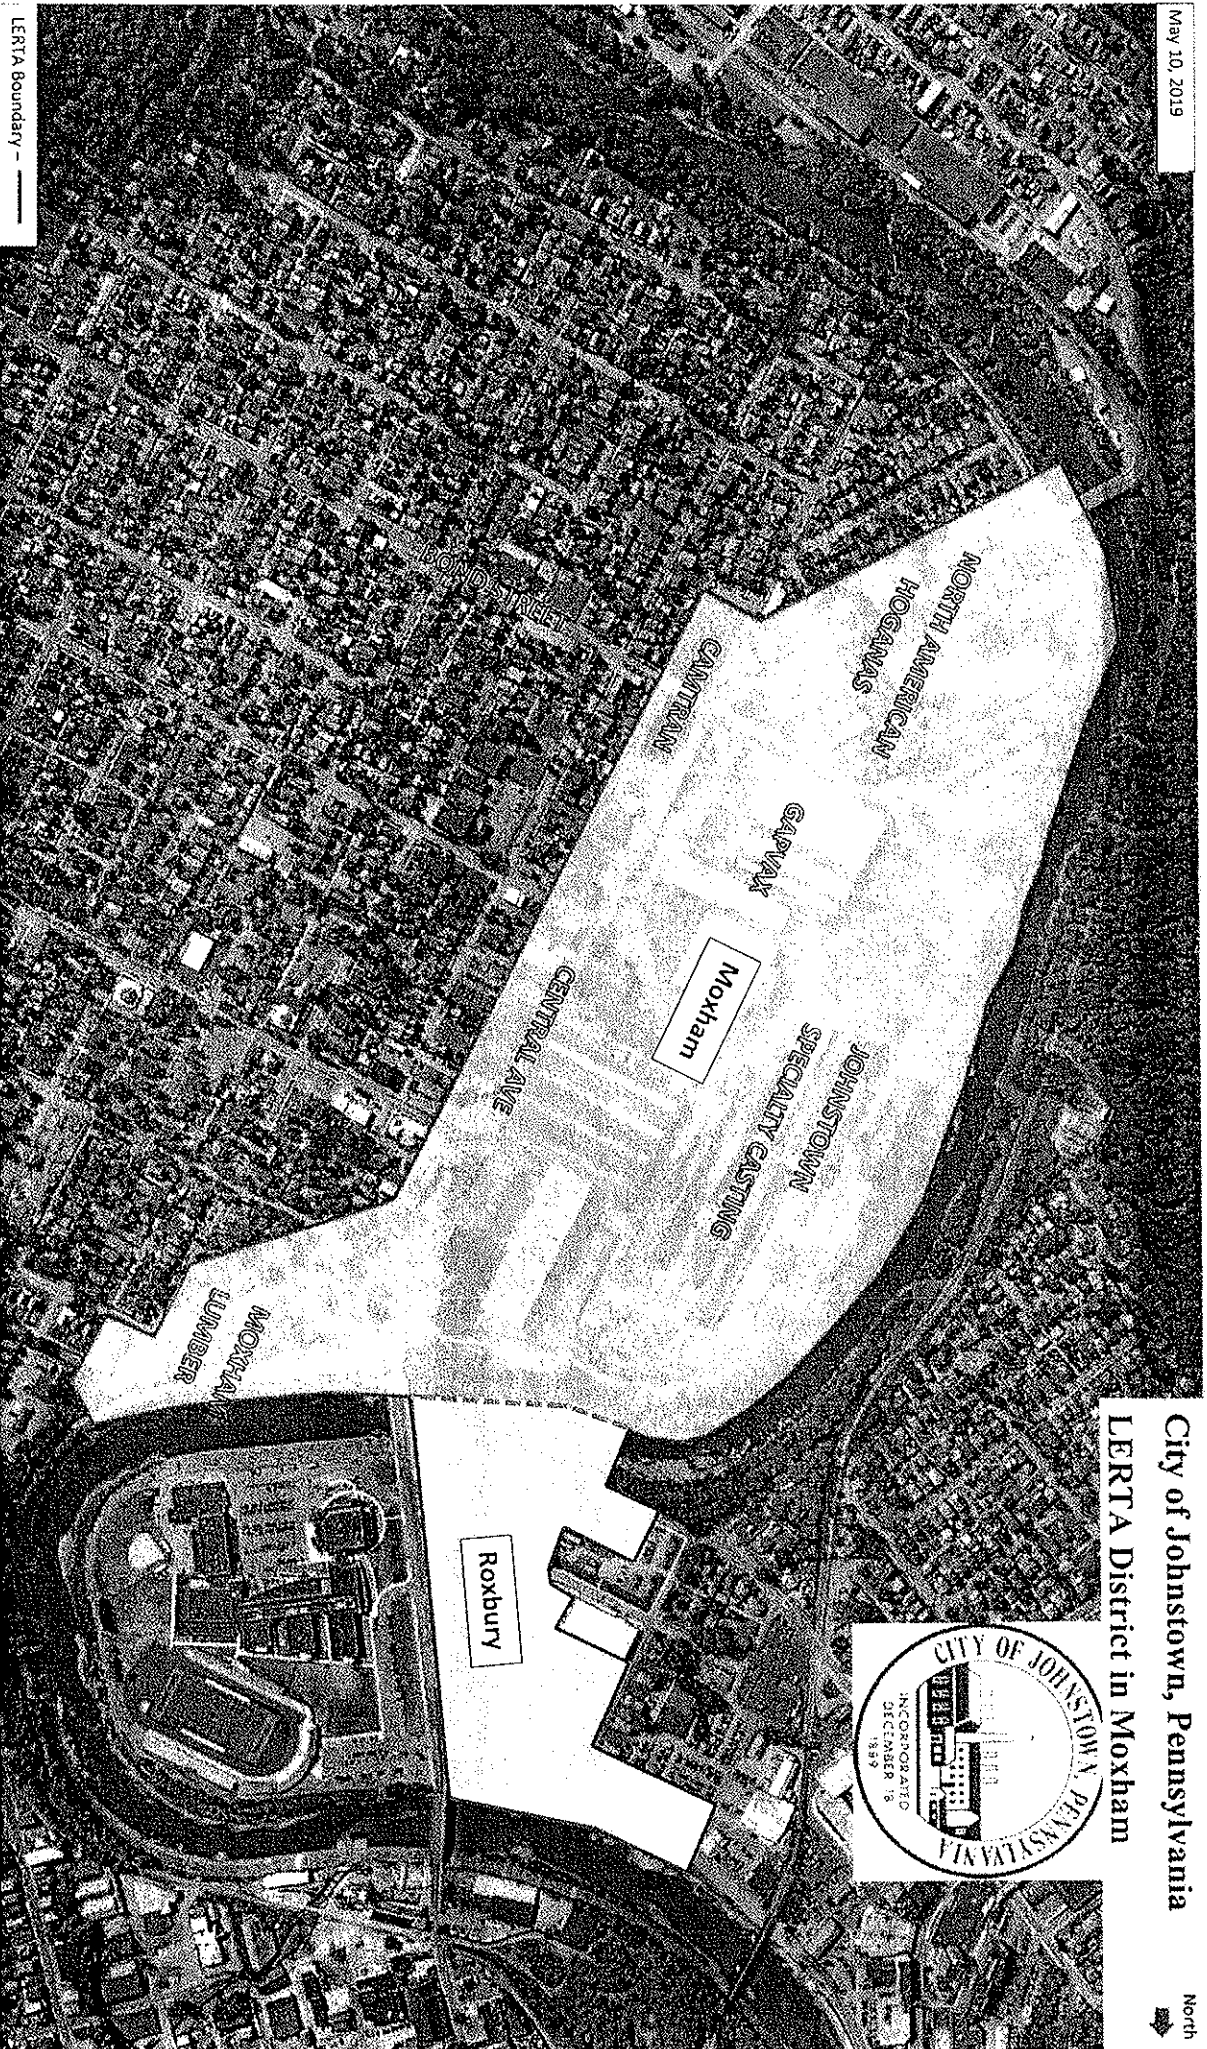 May 10, 2019
City of Johnstown, Pennsylvania
LERTA District in Moxham
North
CITY OF JOHNSTOWN, PENNSYLVANIA
INCORPORATED
DECEMBER 18
1889
NORTH AMERICAN
HOGANAS
CAMTRAN
GAPVAX
Moxham
JOHNSTOWN
SPECIALTY CASTING
CENTRAL AVE
BOND STREET
MOXHAM
LUMBER
Roxbury
LERTA Boundary -